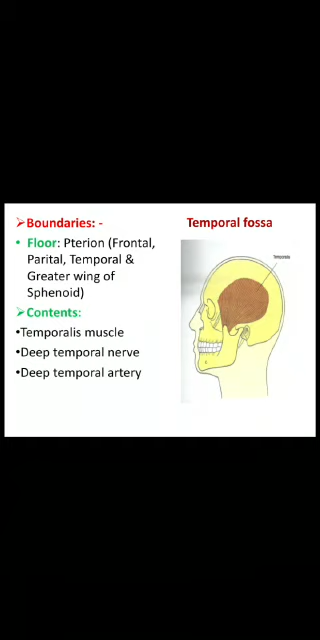 ➢Boundaries: -
• Floor: Pterion (Frontal,
Parital, Temporal &
Greater wing of
Sphenoid)
➢Contents:
•Temporalis muscle
•Deep temporal nerve
•Deep temporal artery
Temporal fossa
Temporalis